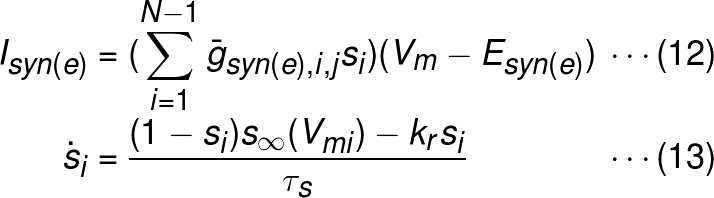 I_{syn(e)} = (\sum_{i=1}^{N-1} \bar{g}_{syn(e),i,j} s_i)(V_m - E_{syn(e)}) \cdots (12)
\dot{s}_i = \frac{(1 - s_i)s_\infty(V_{mi}) - k_r s_i}{\tau_s} \cdots (13)